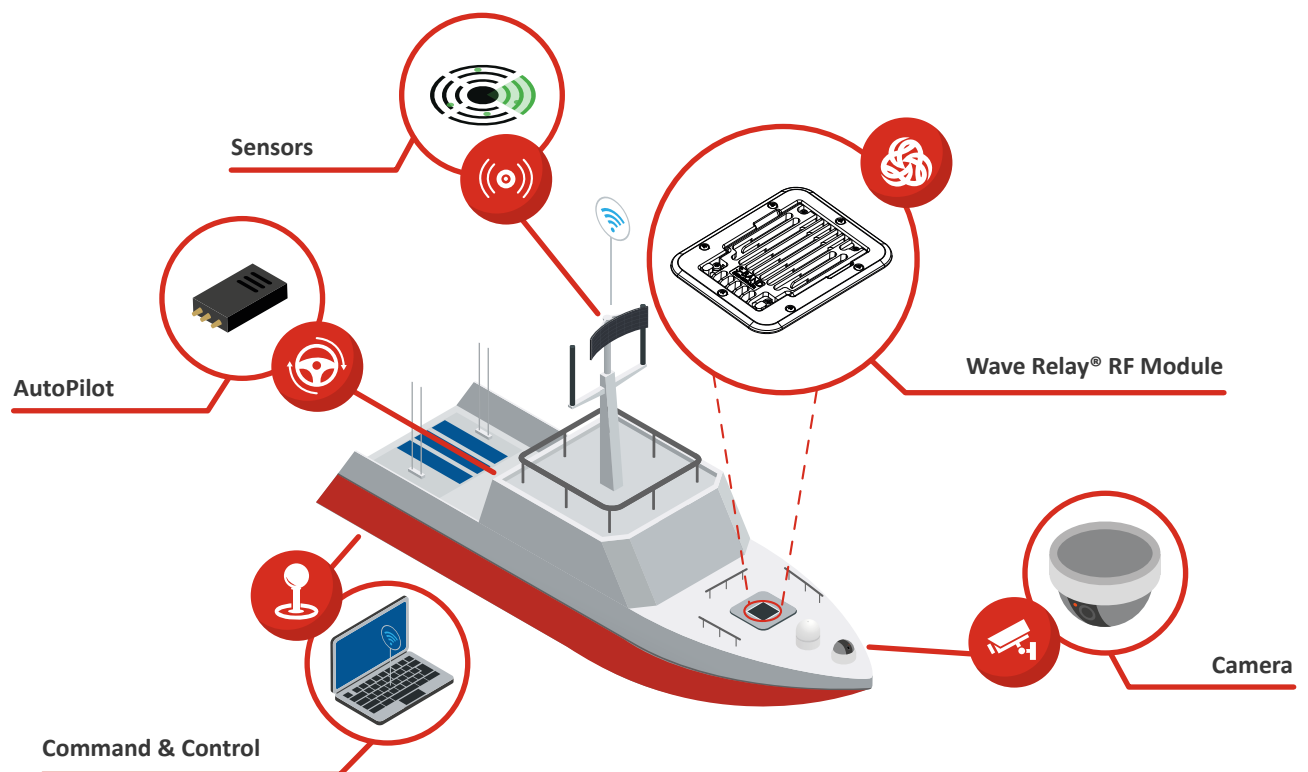 Sensors
Wave Relay® RF Module
AutoPilot
Camera
Command & Control